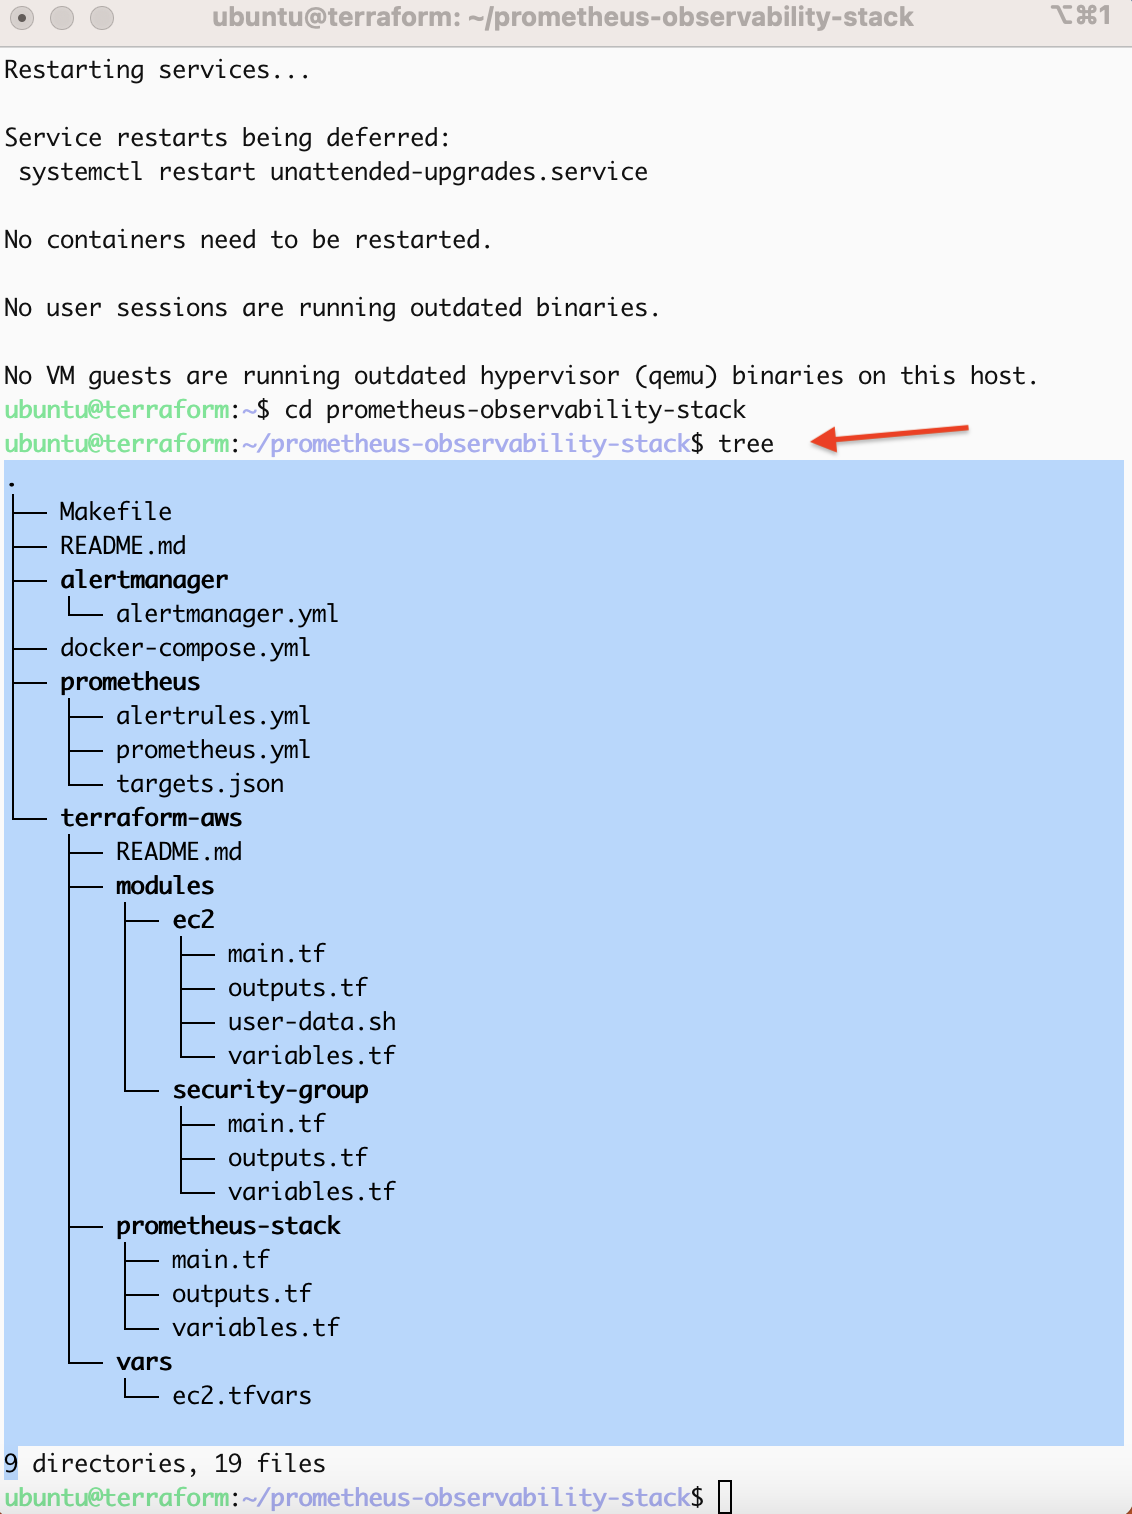 ubuntu@terraform: ~/prometheus-observability-stack ⌥⌘1
Restarting services...
Service restarts being deferred:
 systemctl restart unattended-upgrades.service
No containers need to be restarted.
No user sessions are running outdated binaries.
No VM guests are running outdated hypervisor (qemu) binaries on this host.
ubuntu@terraform:~$ cd prometheus-observability-stack
ubuntu@terraform:~/prometheus-observability-stack$ tree
.
├── Makefile
├── README.md
├── alertmanager
│   └── alertmanager.yml
├── docker-compose.yml
├── prometheus
│   ├── alertrules.yml
│   ├── prometheus.yml
│   └── targets.json
└── terraform-aws
    ├── README.md
    ├── modules
    │   ├── ec2
    │   │   ├── main.tf
    │   │   ├── outputs.tf
    │   │   ├── user-data.sh
    │   │   └── variables.tf
    │   └── security-group
    │       ├── main.tf
    │       ├── outputs.tf
    │       └── variables.tf
    ├── prometheus-stack
    │   ├── main.tf
    │   ├── outputs.tf
    │   └── variables.tf
    └── vars
        └── ec2.tfvars
9 directories, 19 files
ubuntu@terraform:~/prometheus-observability-stack$